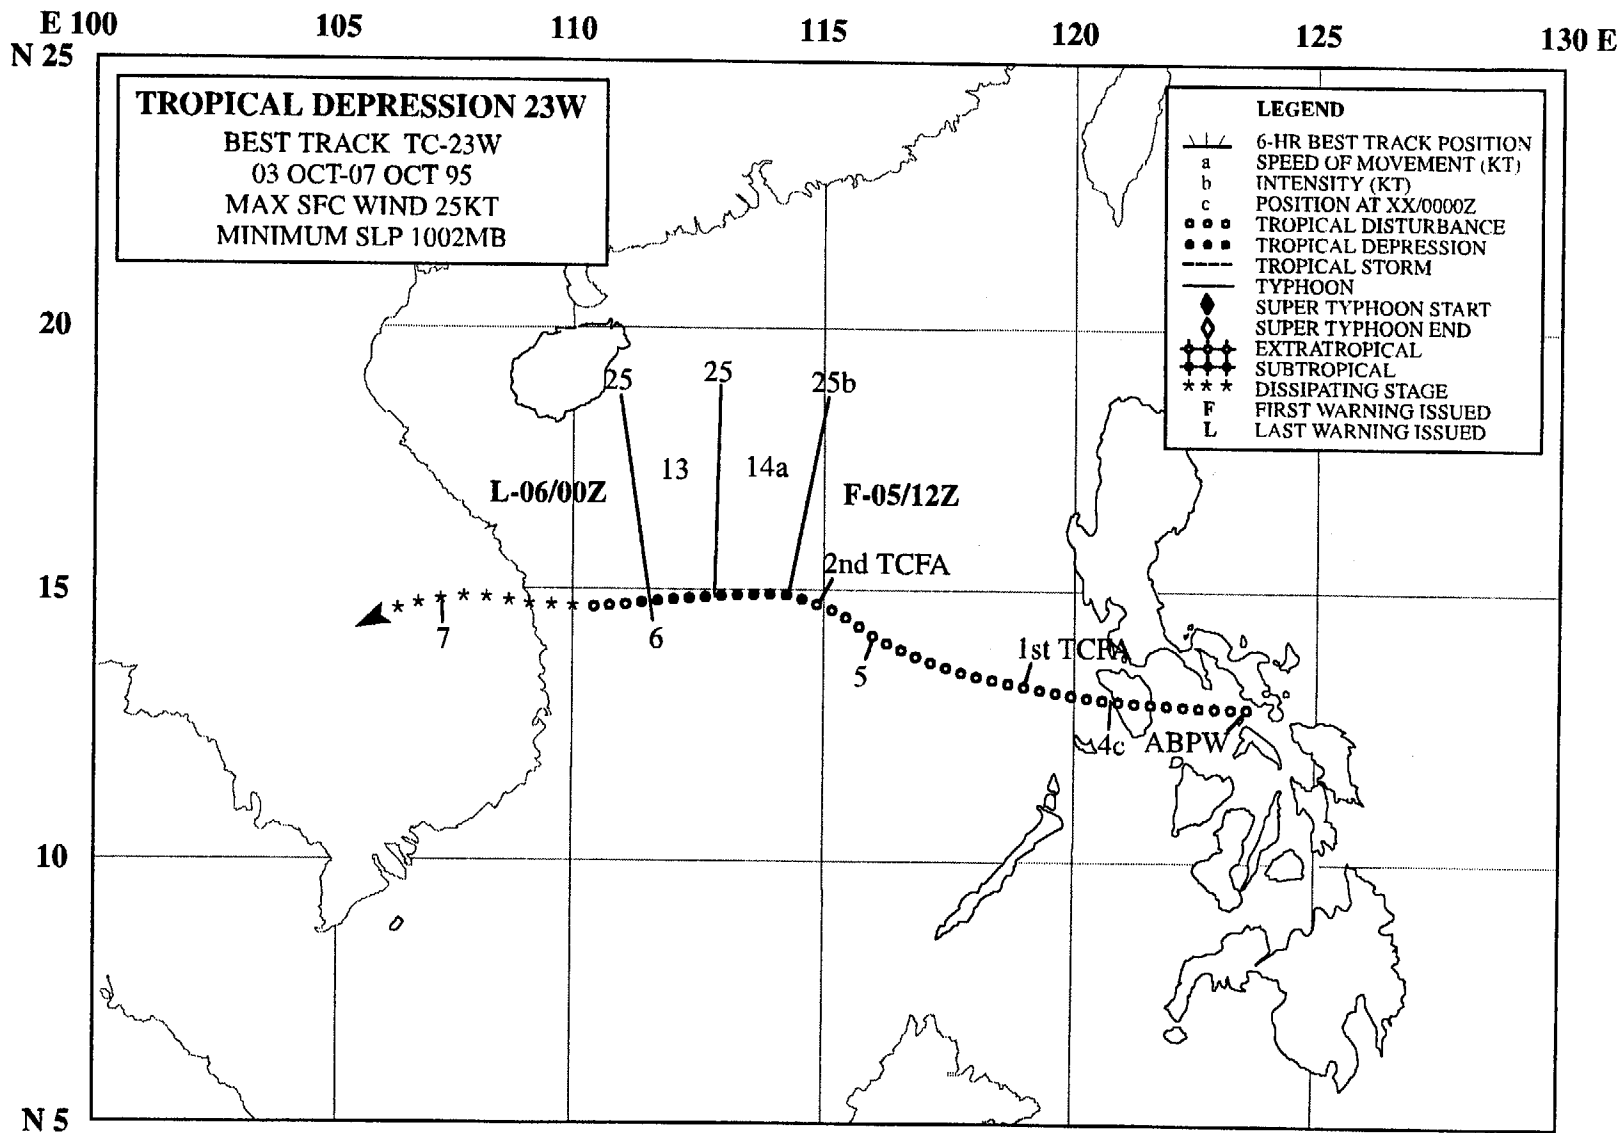 E 100 105 110 115 120 125 130 E
N 25
TROPICAL DEPRESSION 23W
BEST TRACK TC-23W
03 OCT-07 OCT 95
MAX SFC WIND 25KT
MINIMUM SLP 1002MB
LEGEND
6-HR BEST TRACK POSITION
a SPEED OF MOVEMENT (KT)
b INTENSITY (KT)
c POSITION AT XX/0000Z
TROPICAL DISTURBANCE
TROPICAL DEPRESSION
TROPICAL STORM
TYPHOON
SUPER TYPHOON START
SUPER TYPHOON END
EXTRATROPICAL
SUBTROPICAL
* * * DISSIPATING STAGE
F FIRST WARNING ISSUED
L LAST WARNING ISSUED
20
25 25 25b
13 14a
L-06/00Z F-05/12Z
2nd TCFA
15
7 6 5
1st TCFA
4c ABPW
10
N 5